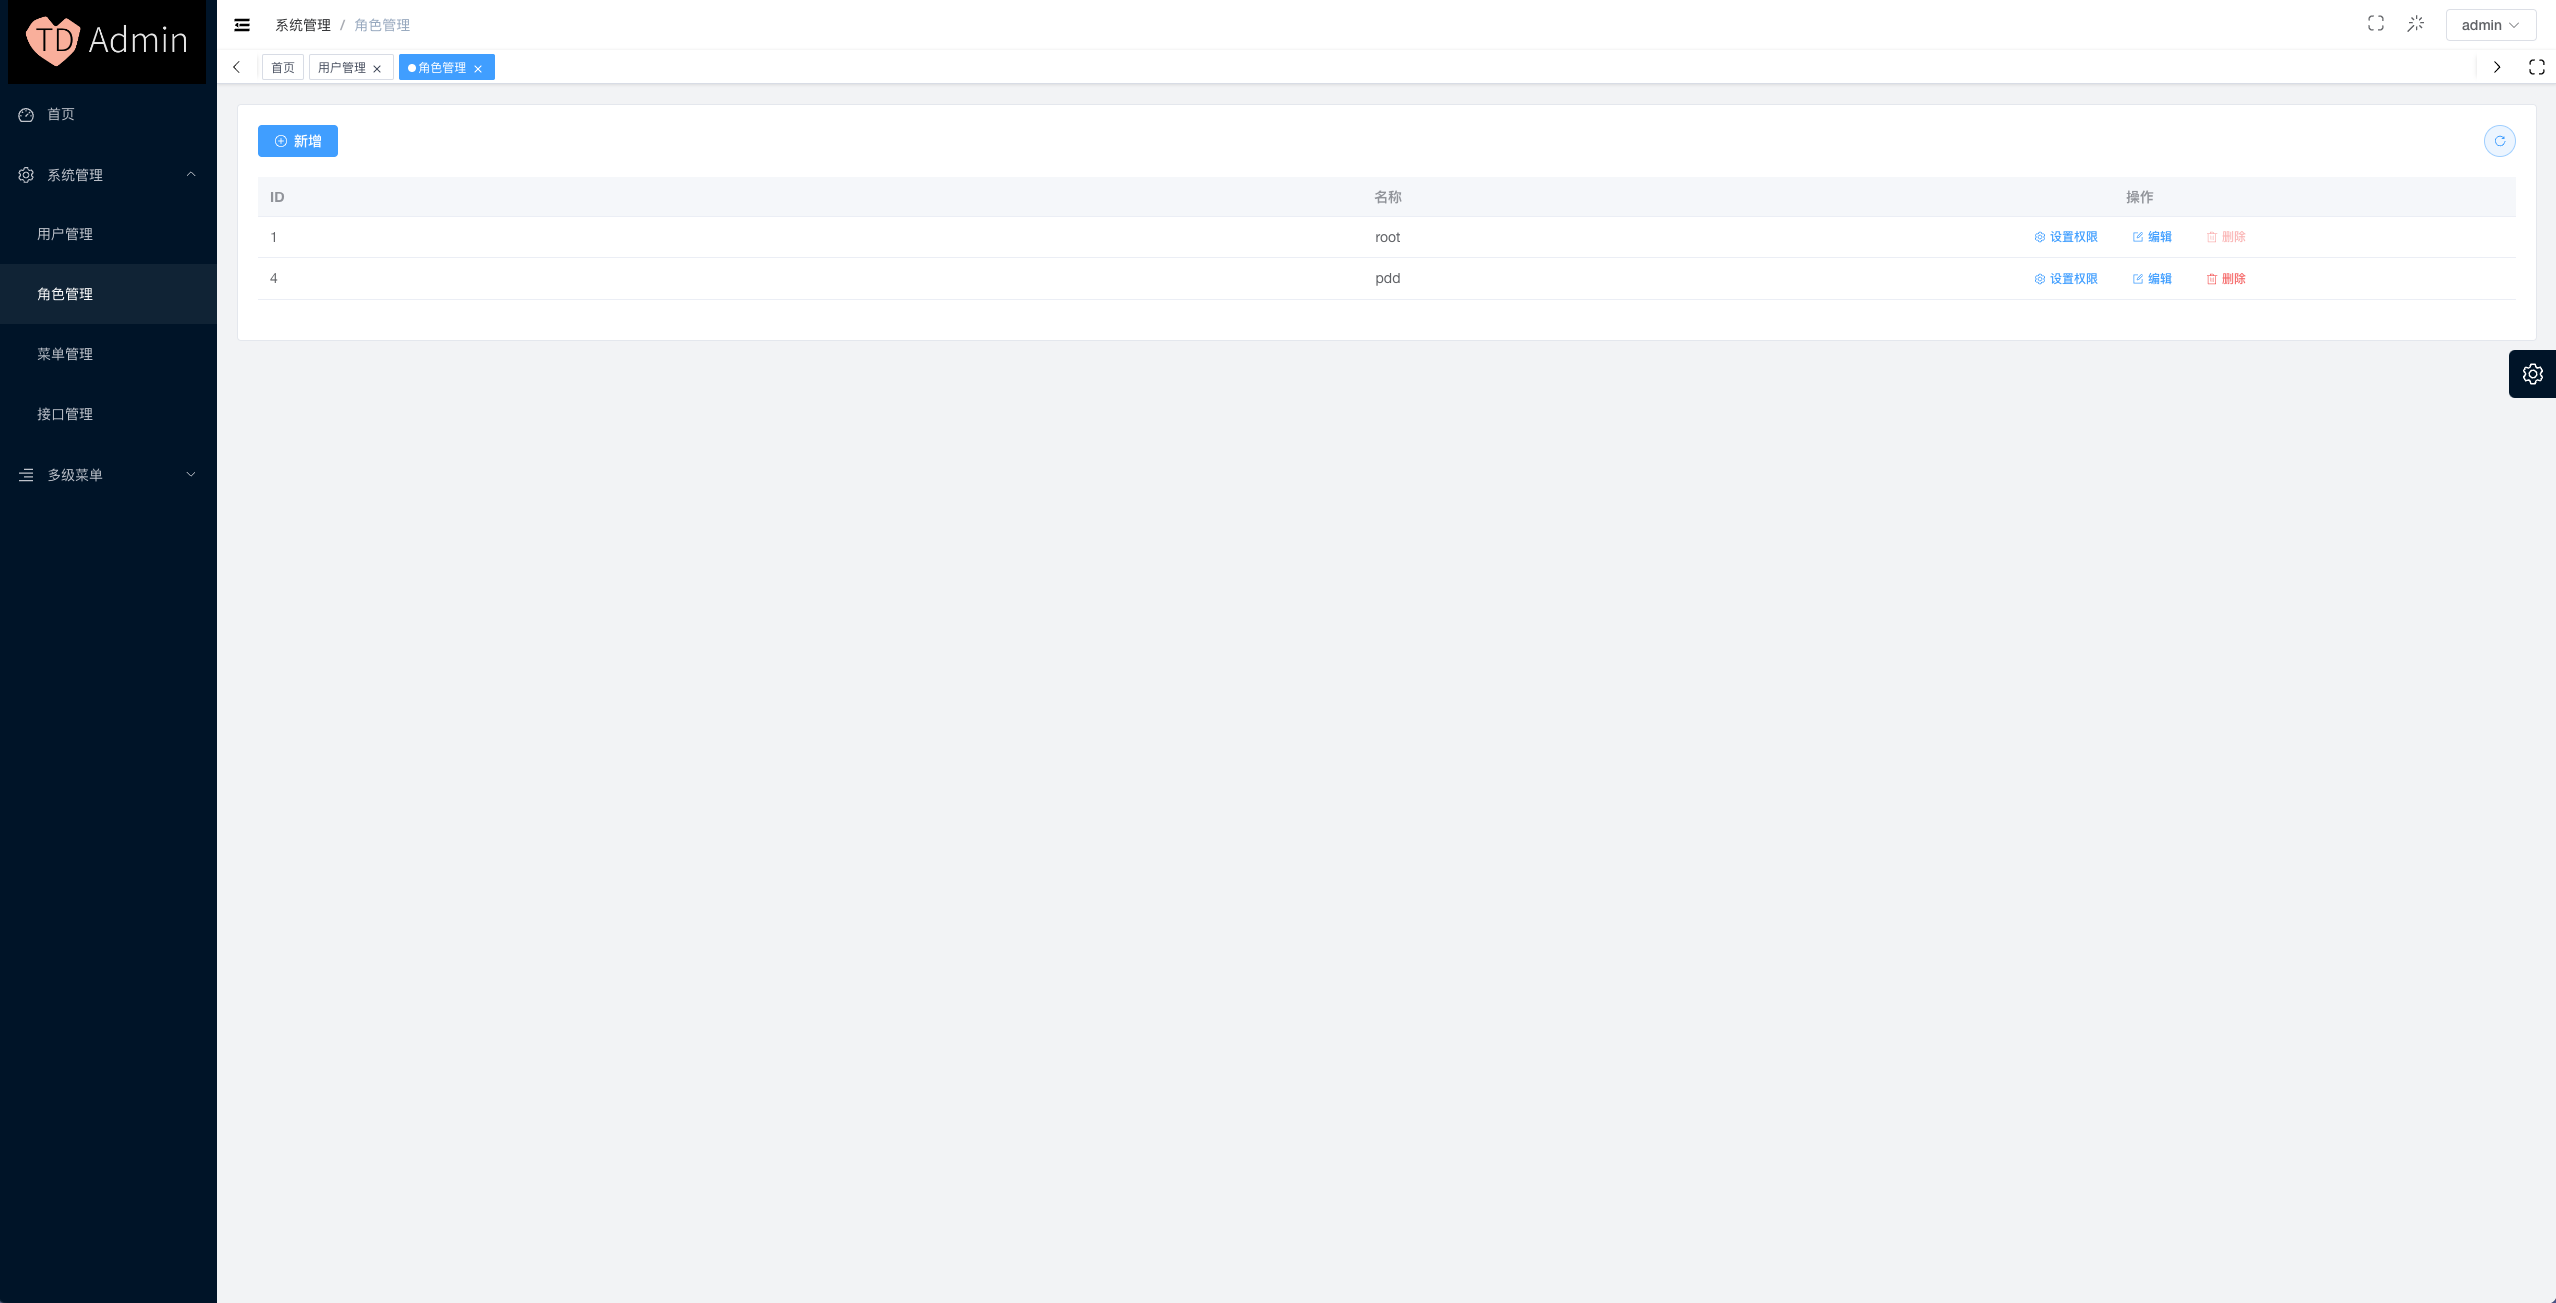 TD Admin
首页
系统管理
用户管理
角色管理
菜单管理
接口管理
多级菜单
系统管理 / 角色管理
admin
首页 用户管理 角色管理
新增
ID 名称 操作
1 root 设置权限 编辑 删除
4 pdd 设置权限 编辑 删除